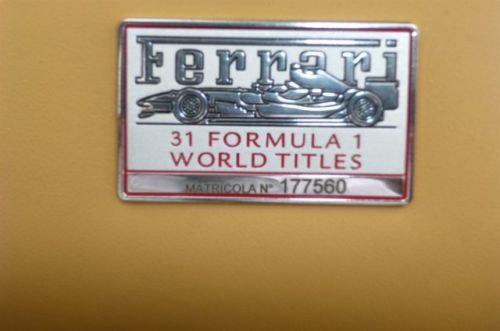 Ferrari
31 FORMULA 1
WORLD TITLES
MATRICOLA N° 177560